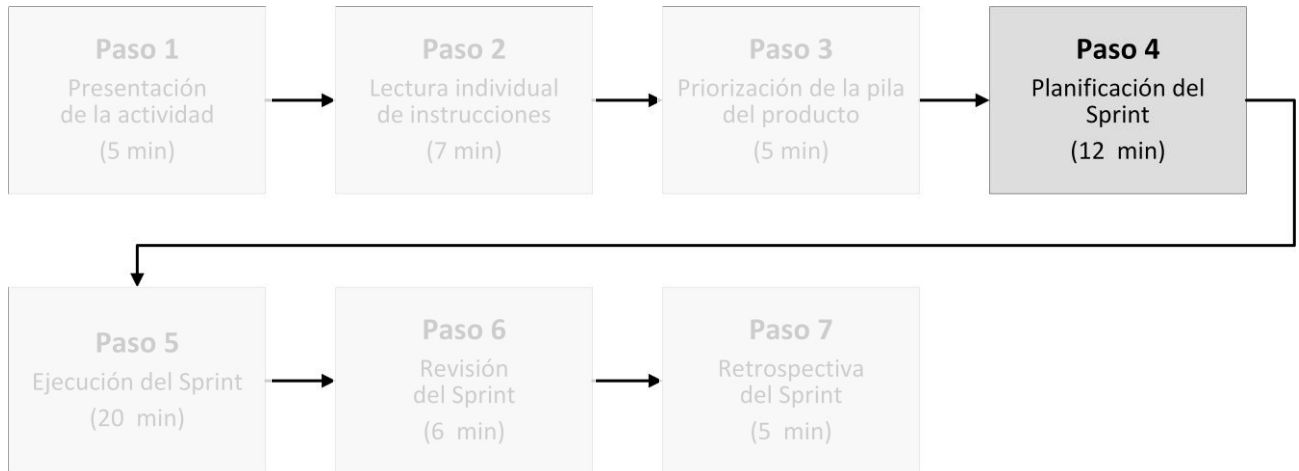 Paso 1
Presentación
de la actividad
(5 min)
Paso 2
Lectura individual
de instrucciones
(7 min)
Paso 3
Priorización de la pila
del producto
(5 min)
Paso 4
Planificación del
Sprint
(12 min)
Paso 5
Ejecución del Sprint
(20 min)
Paso 6
Revisión
del Sprint
(6 min)
Paso 7
Retrospectiva
del Sprint
(5 min)